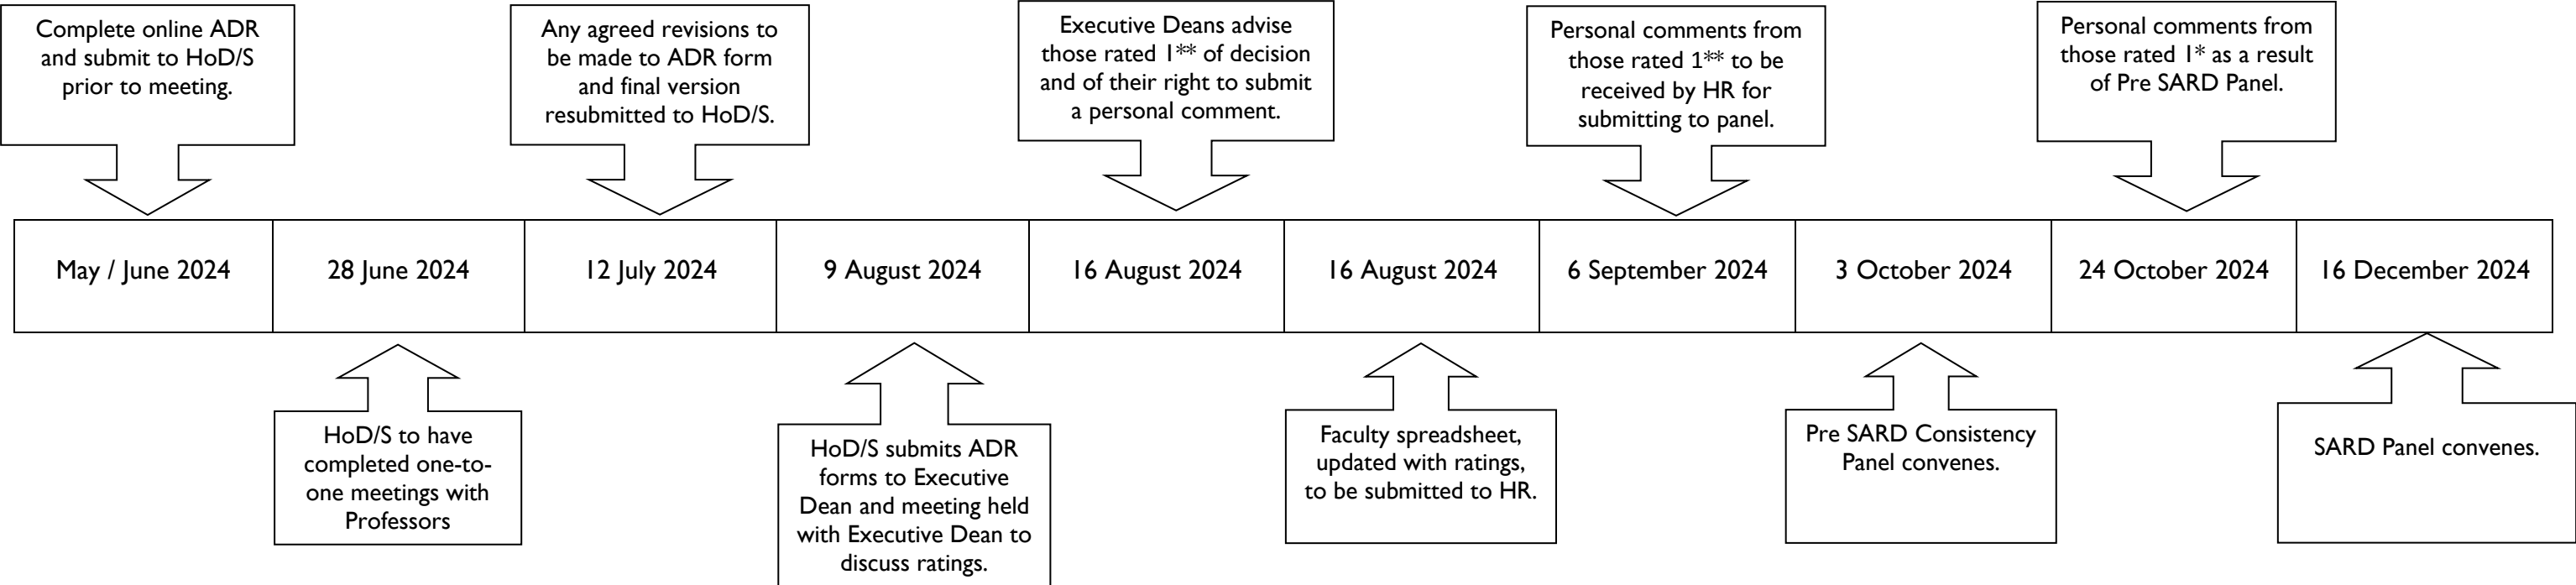 Complete online ADR
and submit to HoD/S
prior to meeting.
Any agreed revisions to
be made to ADR form
and final version
resubmitted to HoD/S.
Executive Deans advise
those rated 1** of decision
and of their right to submit
a personal comment.
Personal comments from
those rated 1** to be
received by HR for
submitting to panel.
Personal comments from
those rated 1* as a result
of Pre SARD Panel.
May / June 2024
28 June 2024
12 July 2024
9 August 2024
16 August 2024
16 August 2024
6 September 2024
3 October 2024
24 October 2024
16 December 2024
HoD/S to have
completed one-to-
one meetings with
Professors
HoD/S submits ADR
forms to Executive
Dean and meeting held
with Executive Dean to
discuss ratings.
Faculty spreadsheet,
updated with ratings,
to be submitted to HR.
Pre SARD Consistency
Panel convenes.
SARD Panel convenes.